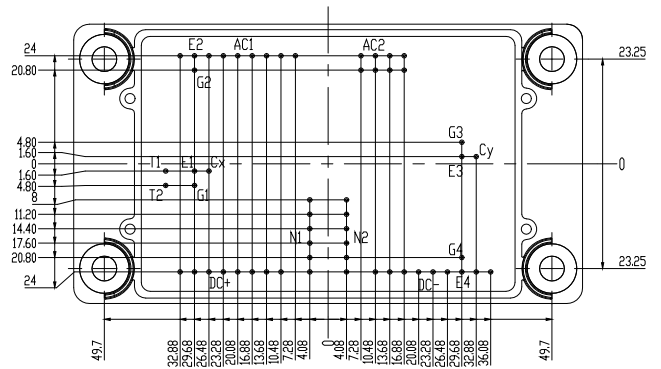 24
E2
AC1
AC2
23.25
20.80
G2
4.80
G3
1.60
Cy
0
T1
E1
Cx
E3
0
1.60
4.80
T2
G1
8
11.20
14.40
N1
N2
17.60
20.80
G4
24
DC+
DC-
E4
23.25
49.7
32.88
29.68
26.48
23.28
20.08
16.88
13.68
10.48
7.28
4.08
0
4.08
7.28
10.48
13.68
16.88
20.08
23.28
26.48
29.68
32.88
36.08
49.7